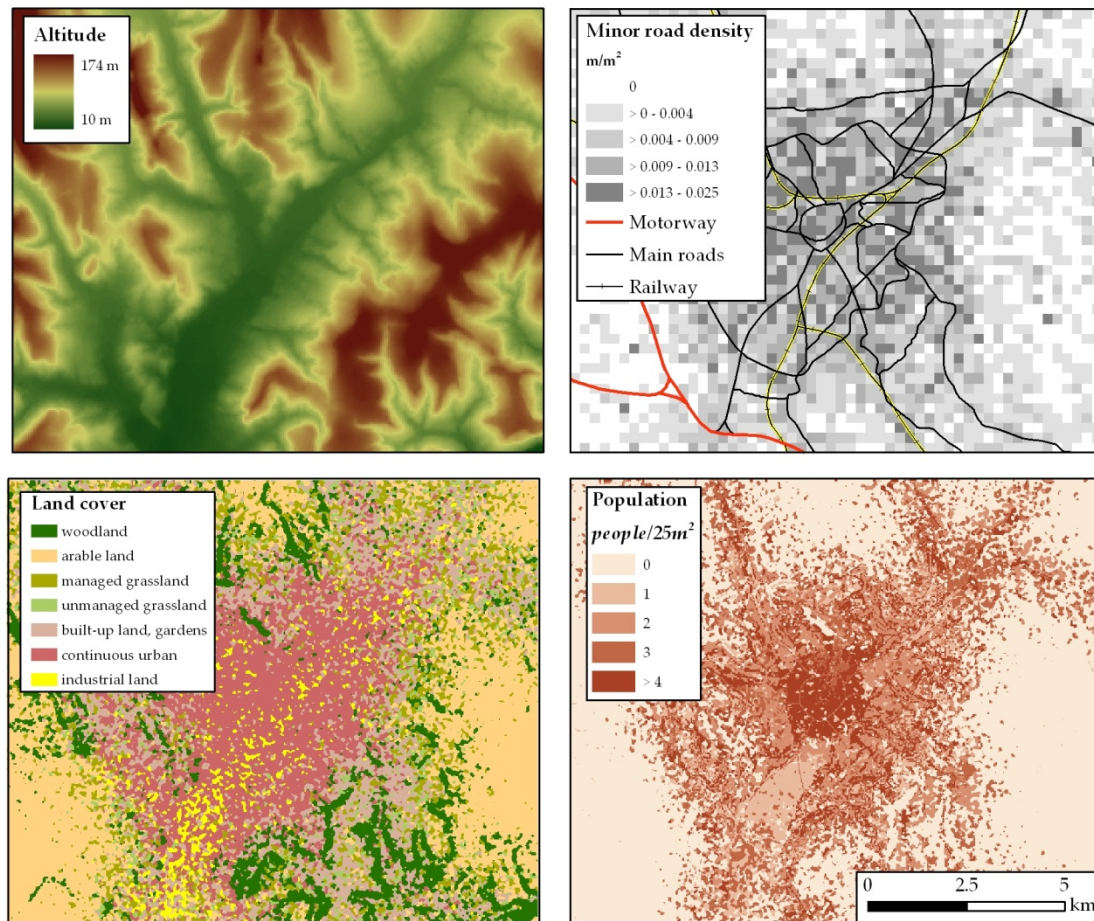 Altitude
174 m
10 m
Minor road density
m/m²
0
> 0 - 0.004
> 0.004 - 0.009
> 0.009 - 0.013
> 0.013 - 0.025
Motorway
Main roads
Railway
Land cover
woodland
arable land
managed grassland
unmanaged grassland
built-up land, gardens
continuous urban
industrial land
Population
people/25m²
0
1
2
3
> 4
0 2.5 5
km